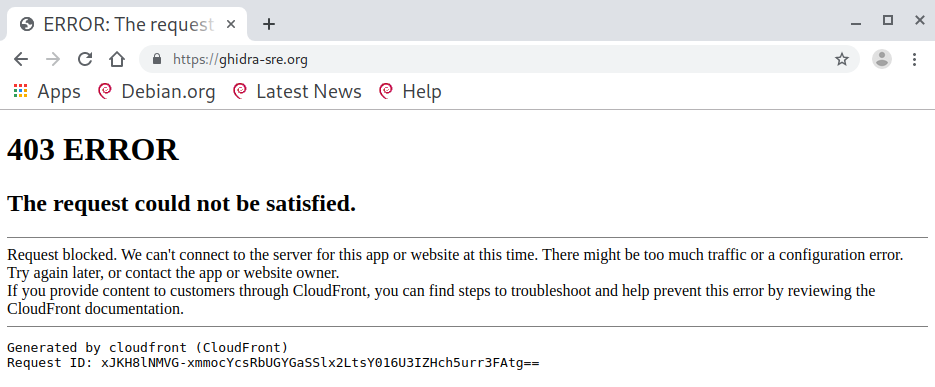 ERROR: The request
https://ghidra-sre.org
Apps Debian.org Latest News Help
403 ERROR
The request could not be satisfied.
Request blocked. We can't connect to the server for this app or website at this time. There might be too much traffic or a configuration error.
Try again later, or contact the app or website owner.
If you provide content to customers through CloudFront, you can find steps to troubleshoot and help prevent this error by reviewing the
CloudFront documentation.
Generated by cloudfront (CloudFront)
Request ID: xJKH8lNMVG-xmmocYcsRbUGYGaSSlx2LtsY016U3IZHch5urr3FAtg==